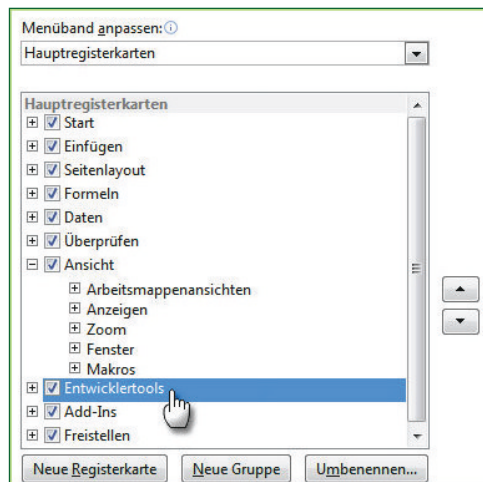 Menüband anpassen:
Hauptregisterkarten
Hauptregisterkarten
Start
Einfügen
Seitenlayout
Formeln
Daten
Überprüfen
Ansicht
Arbeitsmappenansichten
Anzeigen
Zoom
Fenster
Makros
Entwicklertools
Add-Ins
Freistellen
Neue Registerkarte Neue Gruppe Umbenennen...